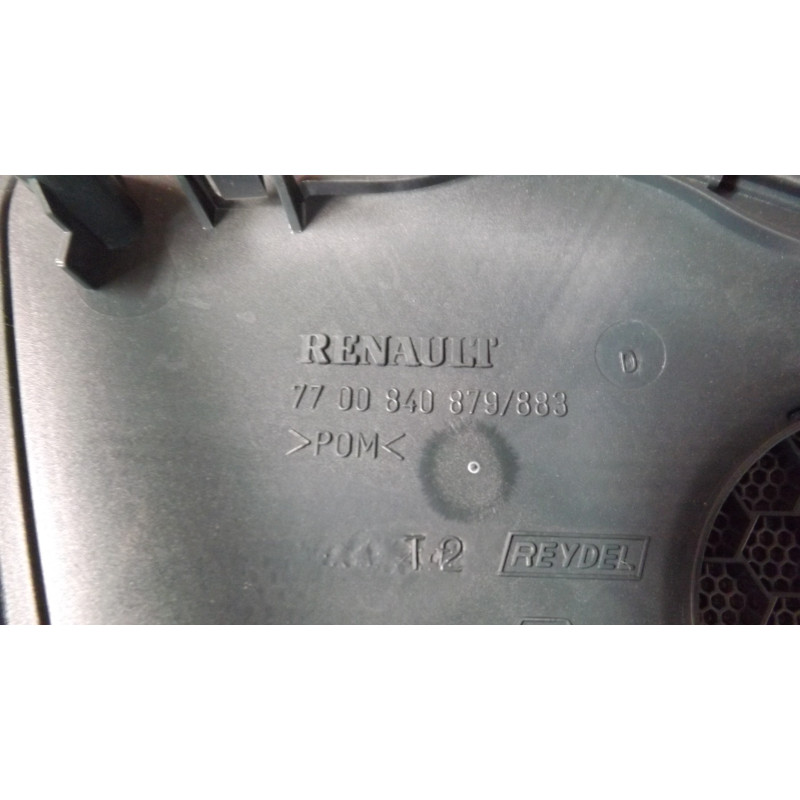 RENAULT
D
77 00 840 879/883
>POM<
T2
REYDEL